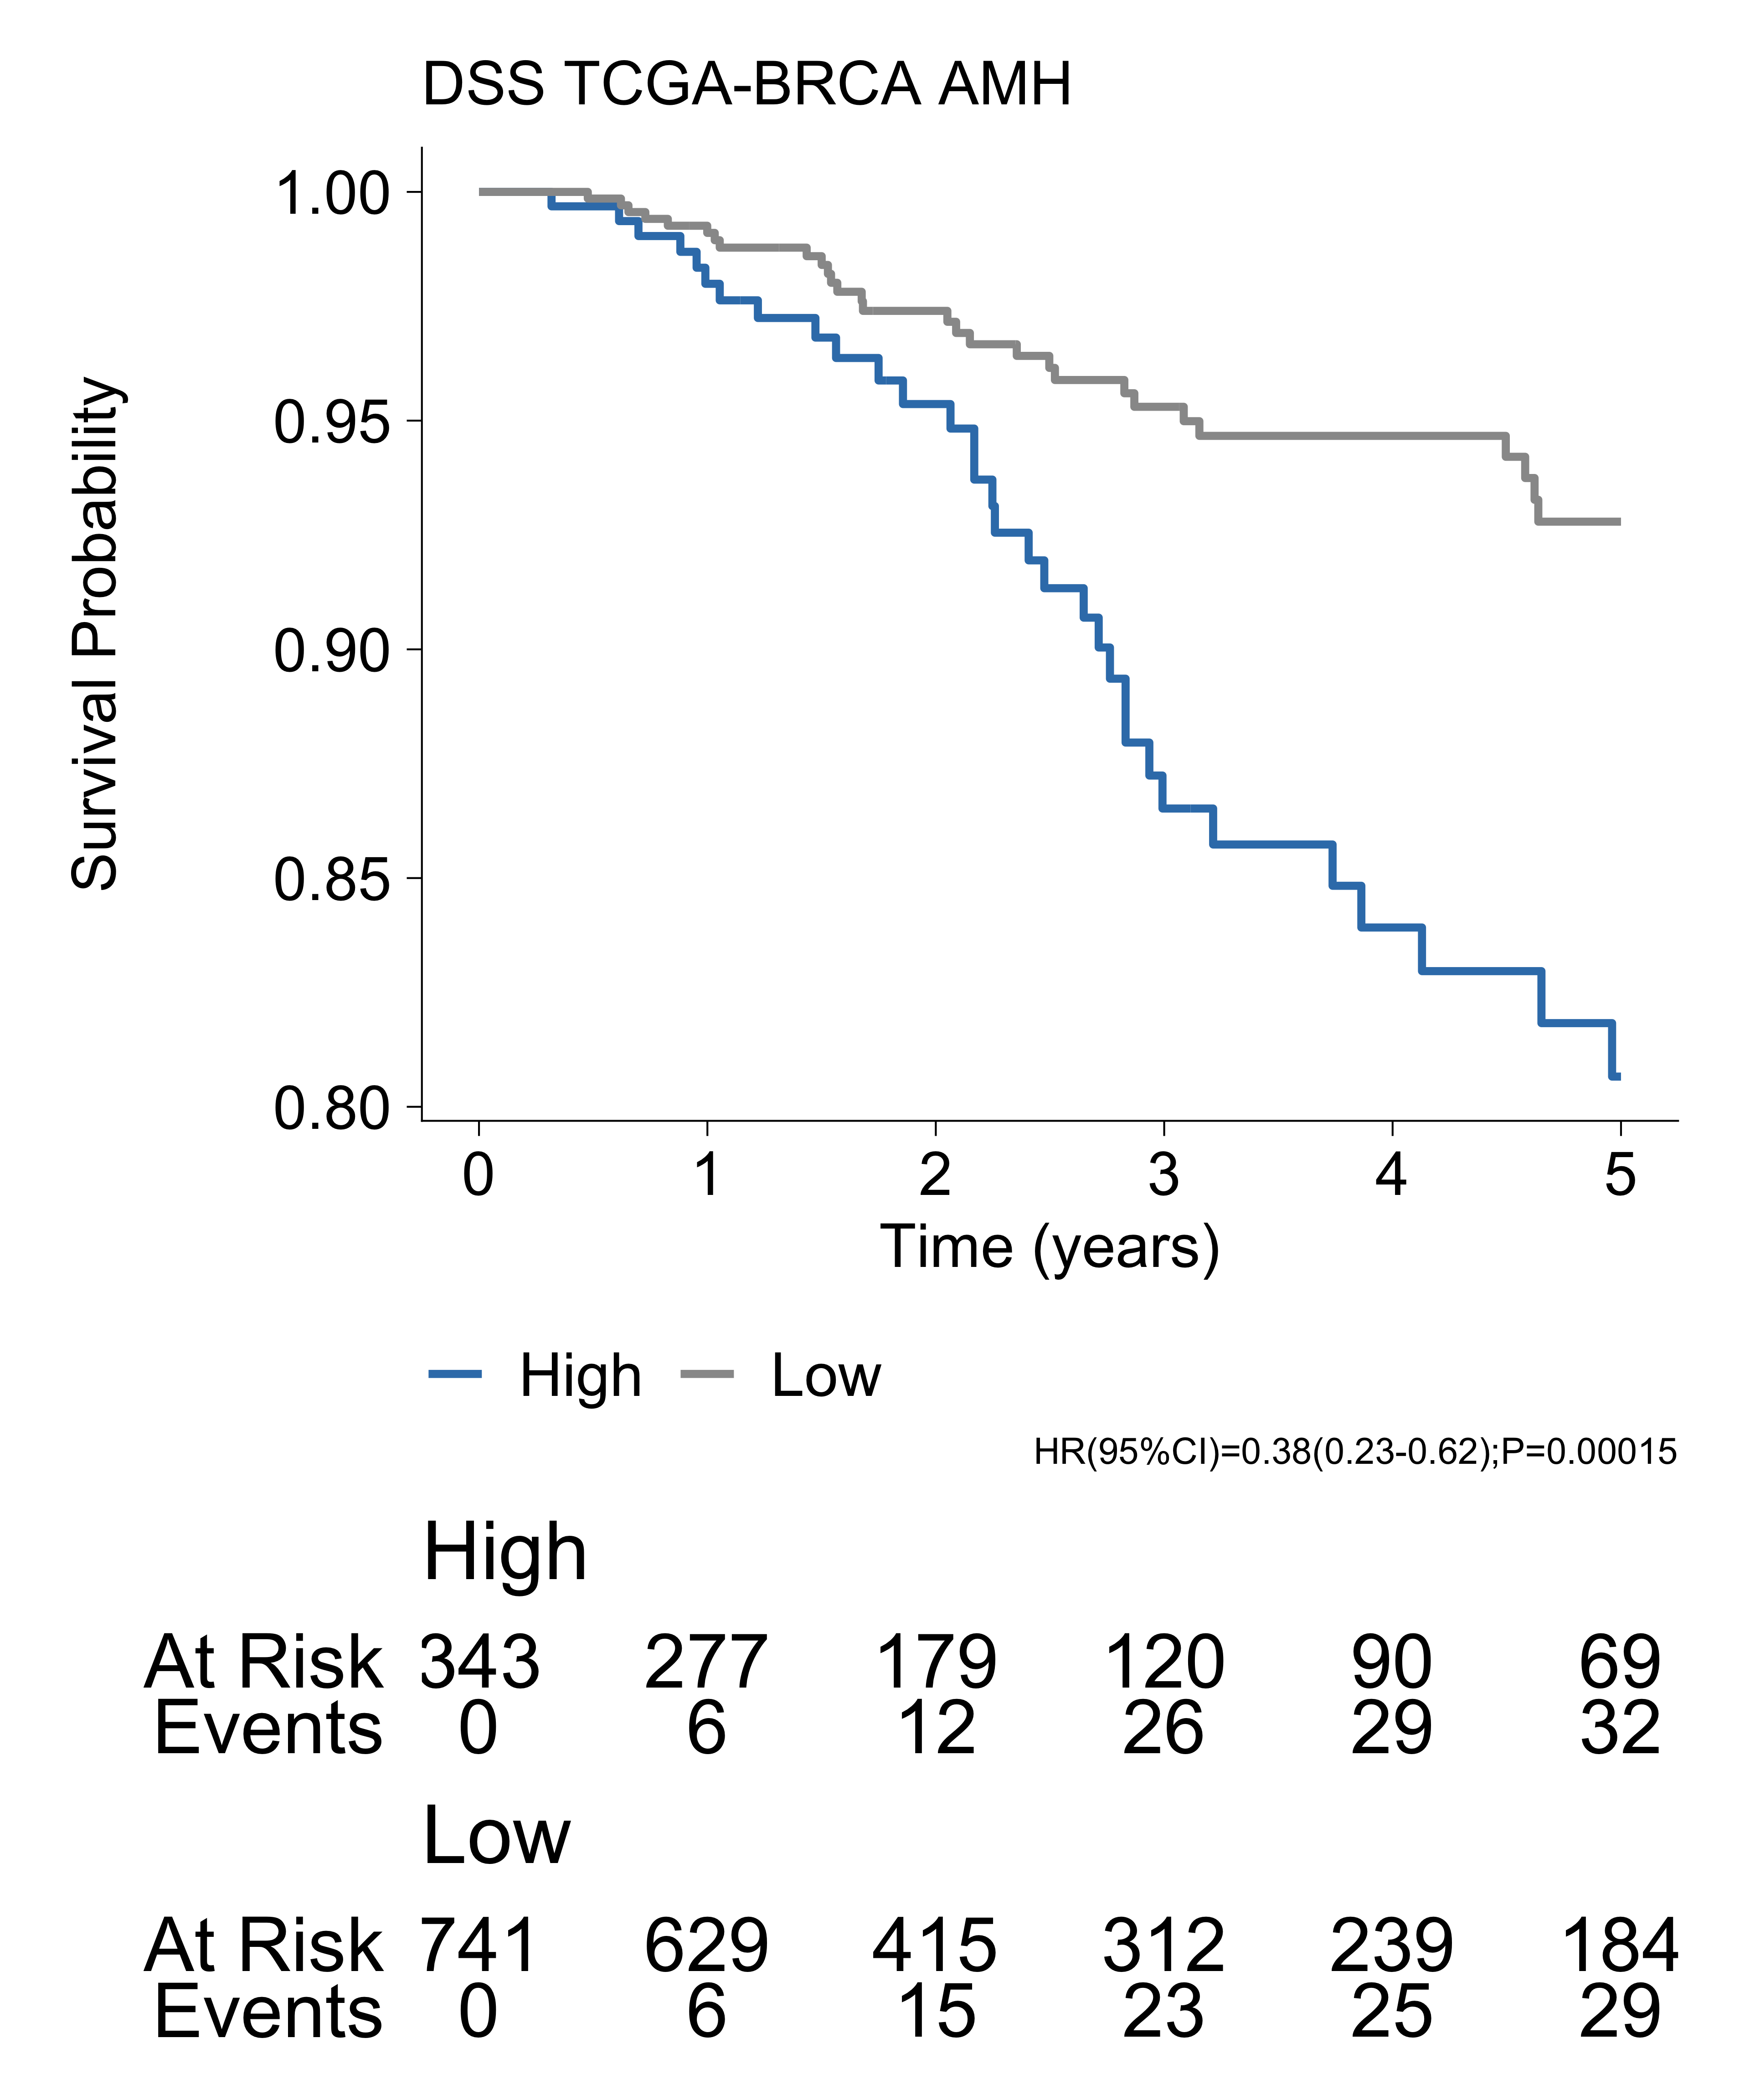 DSS TCGA-BRCA AMH
1.00
0.95
0.90
0.85
0.80
Survival Probability
0 1 2 3 4 5
Time (years)
High Low
HR(95%CI)=0.38(0.23-0.62);P=0.00015
High
At Risk 343 277 179 120 90 69
Events 0 6 12 26 29 32
Low
At Risk 741 629 415 312 239 184
Events 0 6 15 23 25 29